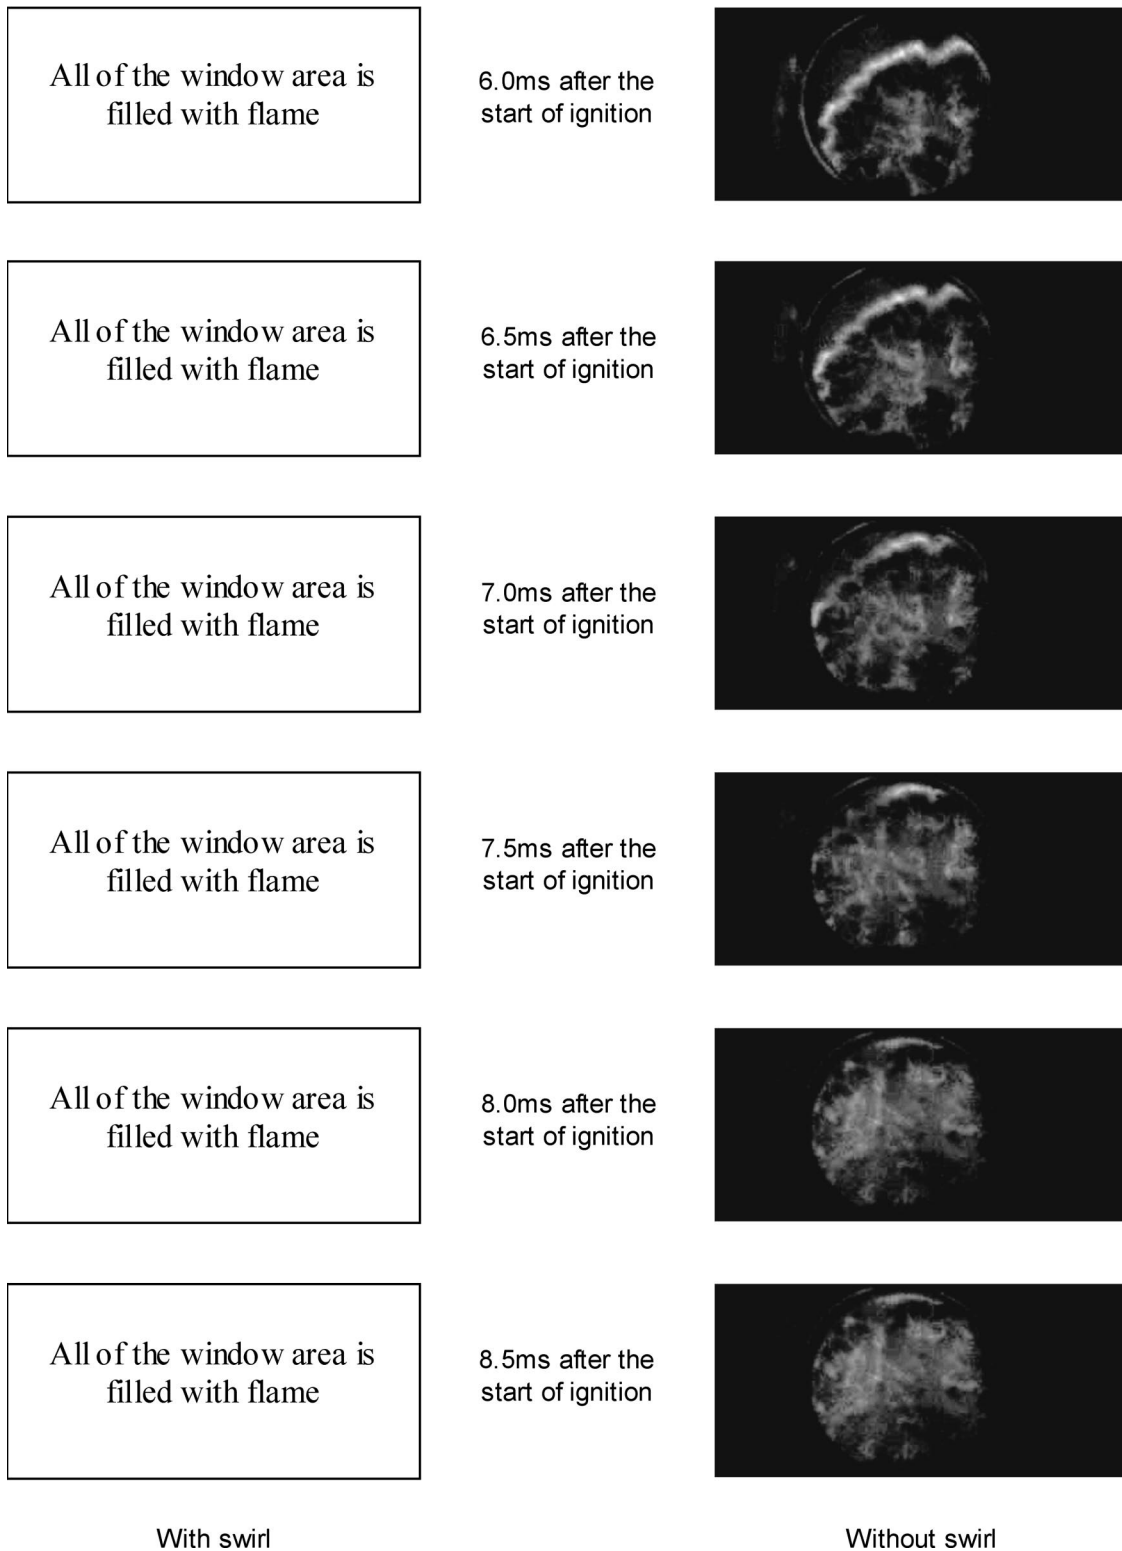 All of the window area is
filled with flame
6.0ms after the
start of ignition
All of the window area is
filled with flame
6.5ms after the
start of ignition
All of the window area is
filled with flame
7.0ms after the
start of ignition
All of the window area is
filled with flame
7.5ms after the
start of ignition
All of the window area is
filled with flame
8.0ms after the
start of ignition
All of the window area is
filled with flame
8.5ms after the
start of ignition
With swirl
Without swirl